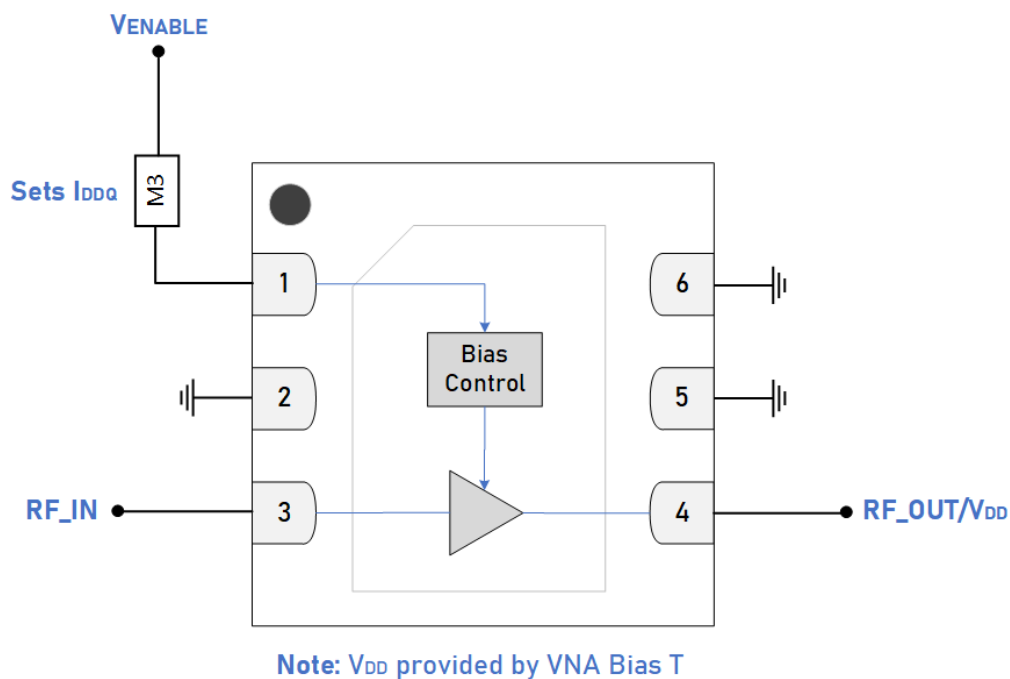 VENABLE
Sets IDDQ
M3
1
6
Bias
Control
2
5
RF_IN
3
4
RF_OUT/VDD
Note: VDD provided by VNA Bias T